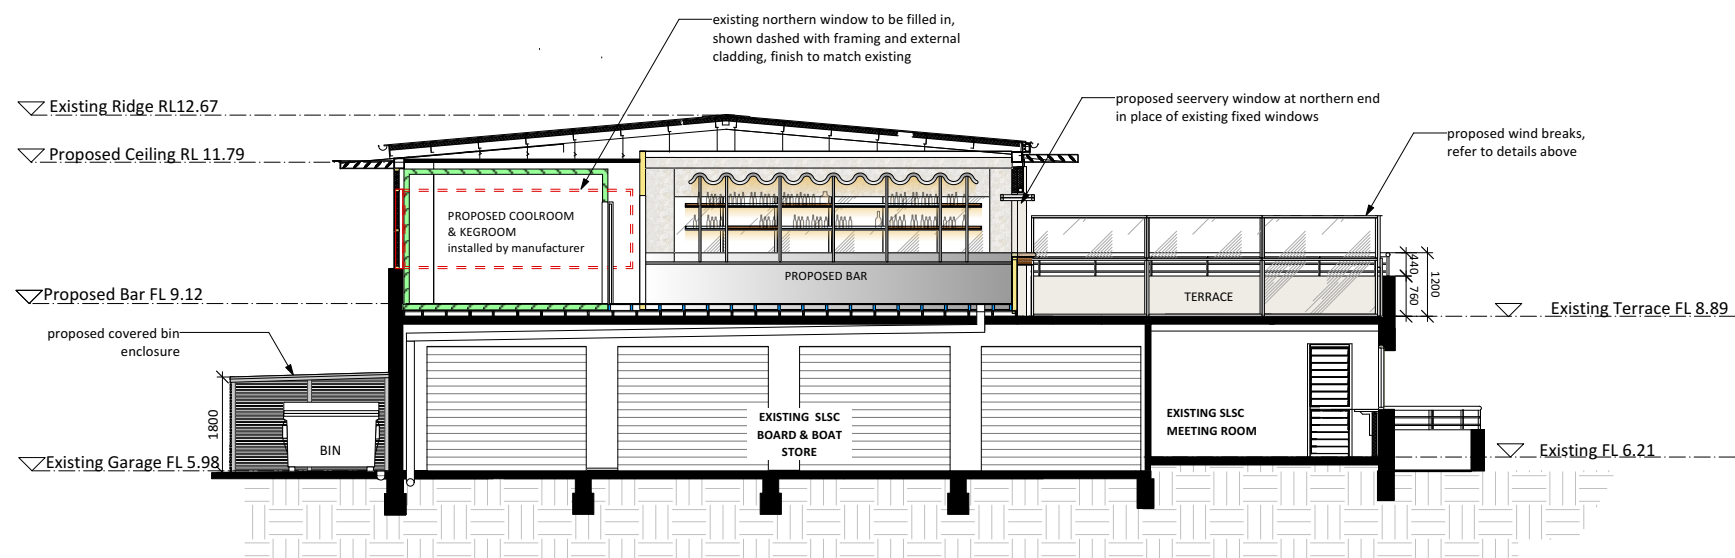 existing northern window to be filled in,
shown dashed with framing and external
cladding, finish to match existing
Existing Ridge RL12.67
proposed seervery window at northern end
in place of existing fixed windows
proposed wind breaks,
refer to details above
Proposed Ceiling RL 11.79
PROPOSED COOLROOM
& KEGROOM
installed by manufacturer
PROPOSED BAR
TERRACE
440
760
1200
Proposed Bar FL 9.12
Existing Terrace FL 8.89
proposed covered bin
enclosure
1800
BIN
EXISTING SLSC
BOARD & BOAT
STORE
EXISTING SLSC
MEETING ROOM
Existing Garage FL 5.98
Existing FL 6.21